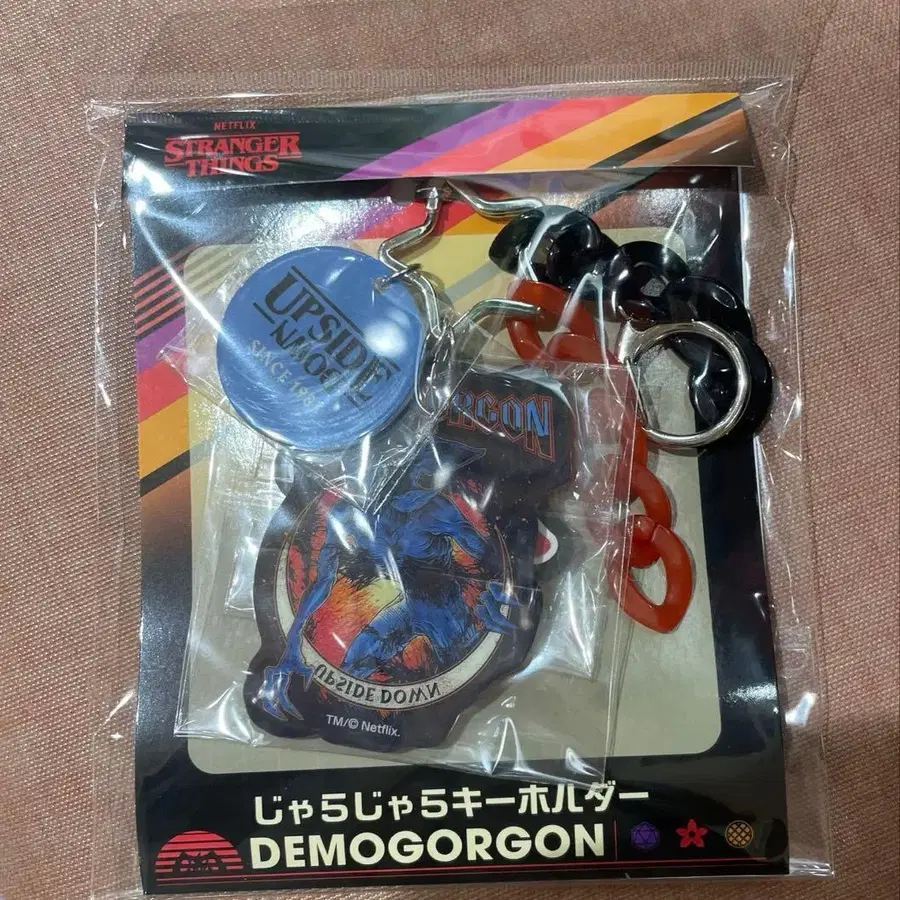 NETFLIX
STRANGER
THINGS
UPSIDE
DOWN
SINCE 198
RGON
UPSIDE DOWN
TM/© Netflix.
じゃらじゃらキーホルダー
DEMOGORGON